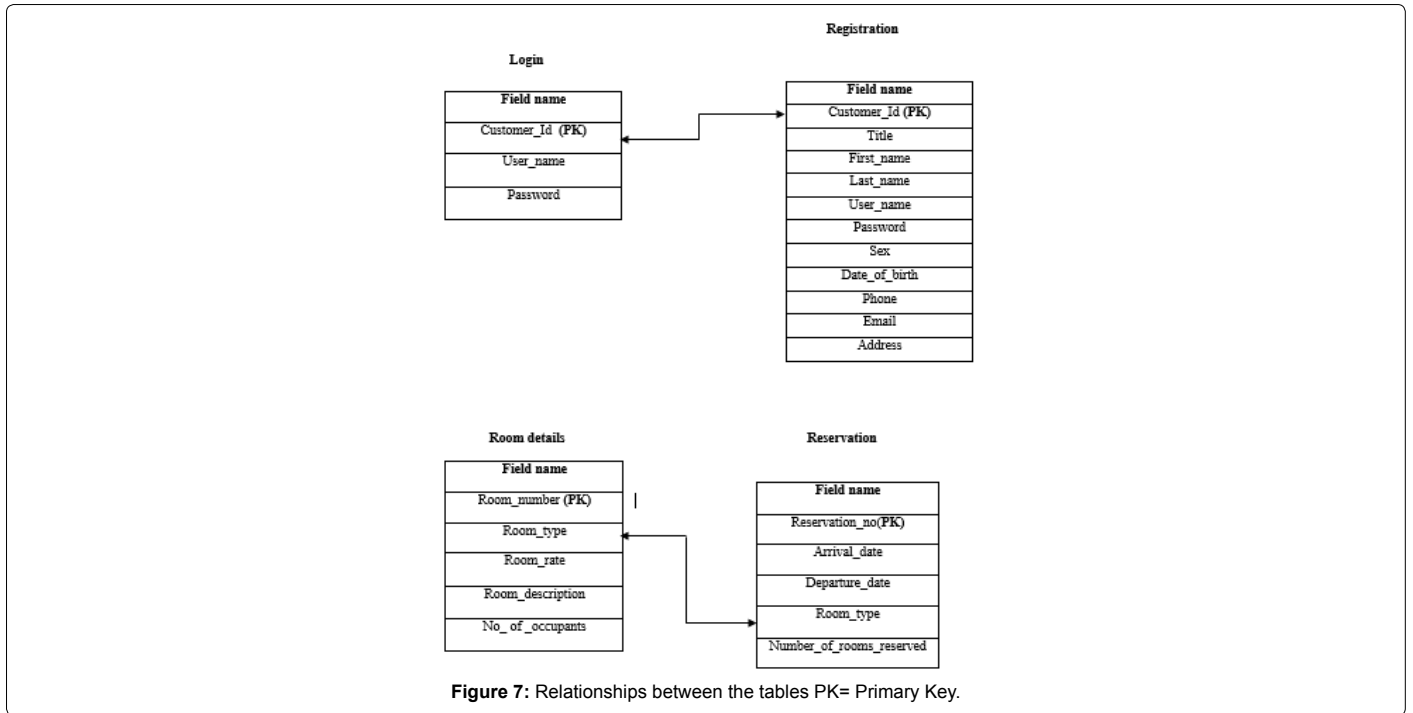 Registration
Login
Field name
Customer_Id (PK)
User_name
Password
Field name
Customer_Id (PK)
Title
First_name
Last_name
User_name
Password
Sex
Date_of_birth
Phone
Email
Address
Room details
Field name
Room_number (PK)
Room_type
Room_rate
Room_description
No_ of _occupants
Reservation
Field name
Reservation_no(PK)
Arrival_date
Departure_date
Room_type
Number_of_rooms_reserved
Figure 7: Relationships between the tables PK= Primary Key.